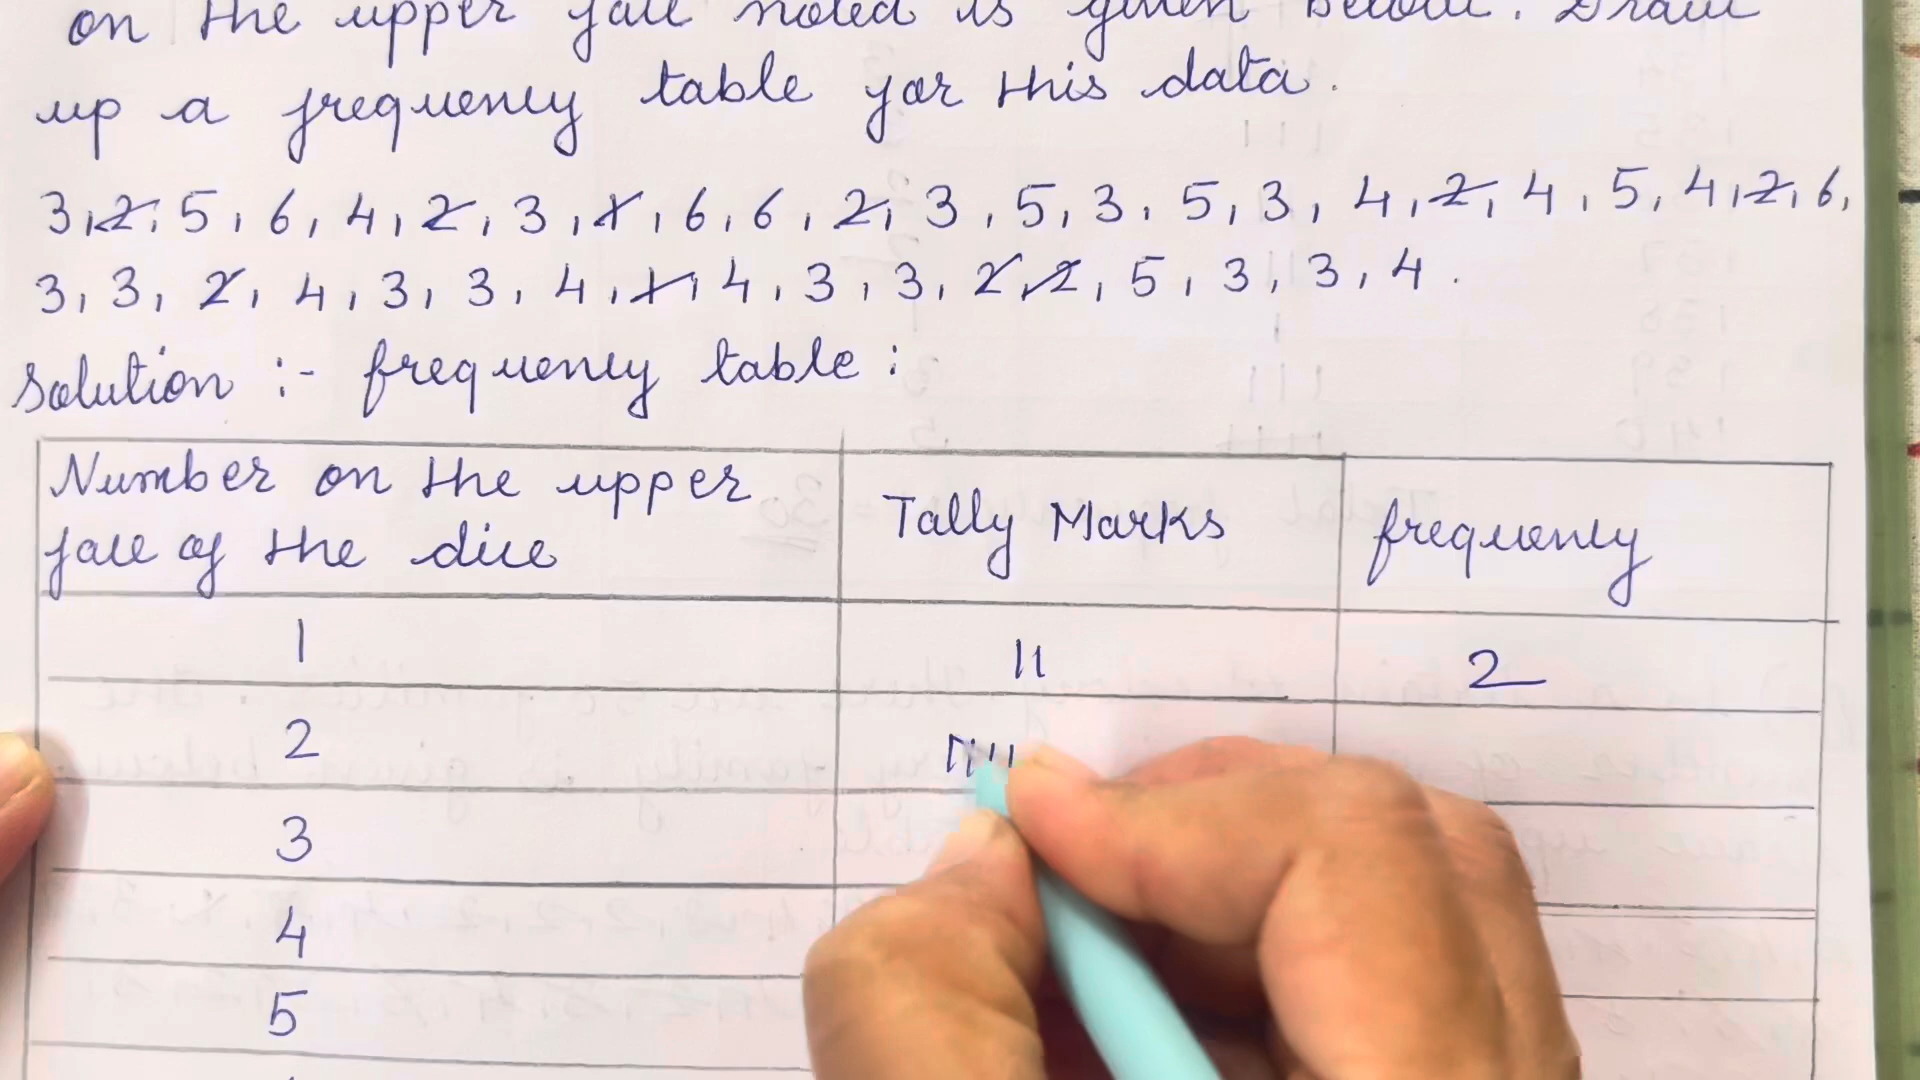 on the upper face noted is given below. Draw
up a frequency table for this data.
3, 2, 5, 6, 4, 2, 3, 1, 6, 6, 2, 3, 5, 3, 5, 3, 4, 2, 4, 5, 4, 2, 6,
3, 3, 2, 4, 3, 3, 4, 1, 4, 3, 3, 2, 2, 5, 3, 3, 4.
Solution :- frequency table :
Number on the upper face of the dice Tally Marks frequency
1 || 2
2 ||||
3
4
5